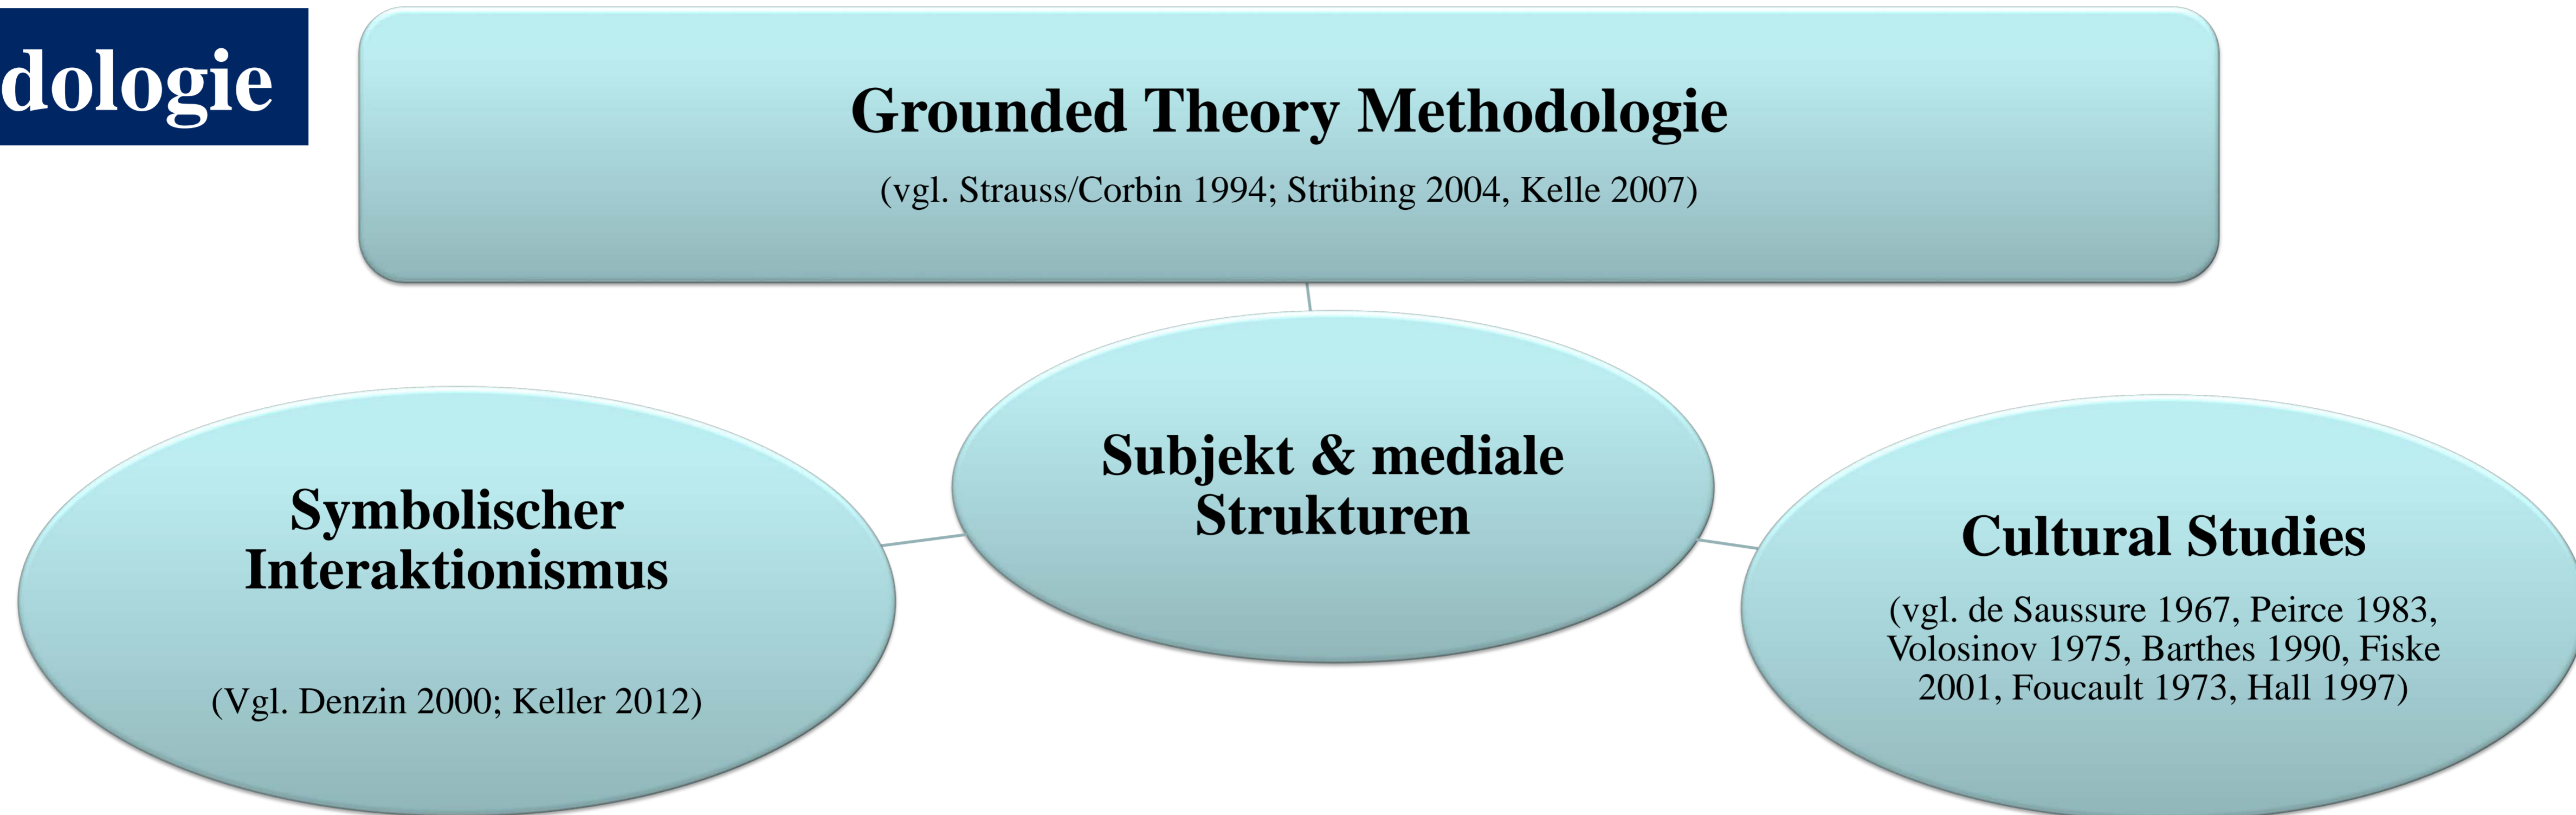 dologie
Grounded Theory Methodologie
(vgl. Strauss/Corbin 1994; Strübing 2004, Kelle 2007)
Subjekt & mediale
Strukturen
Symbolischer
Interaktionismus
(Vgl. Denzin 2000; Keller 2012)
Cultural Studies
(vgl. de Saussure 1967, Peirce 1983,
Volosinov 1975, Barthes 1990, Fiske
2001, Foucault 1973, Hall 1997)